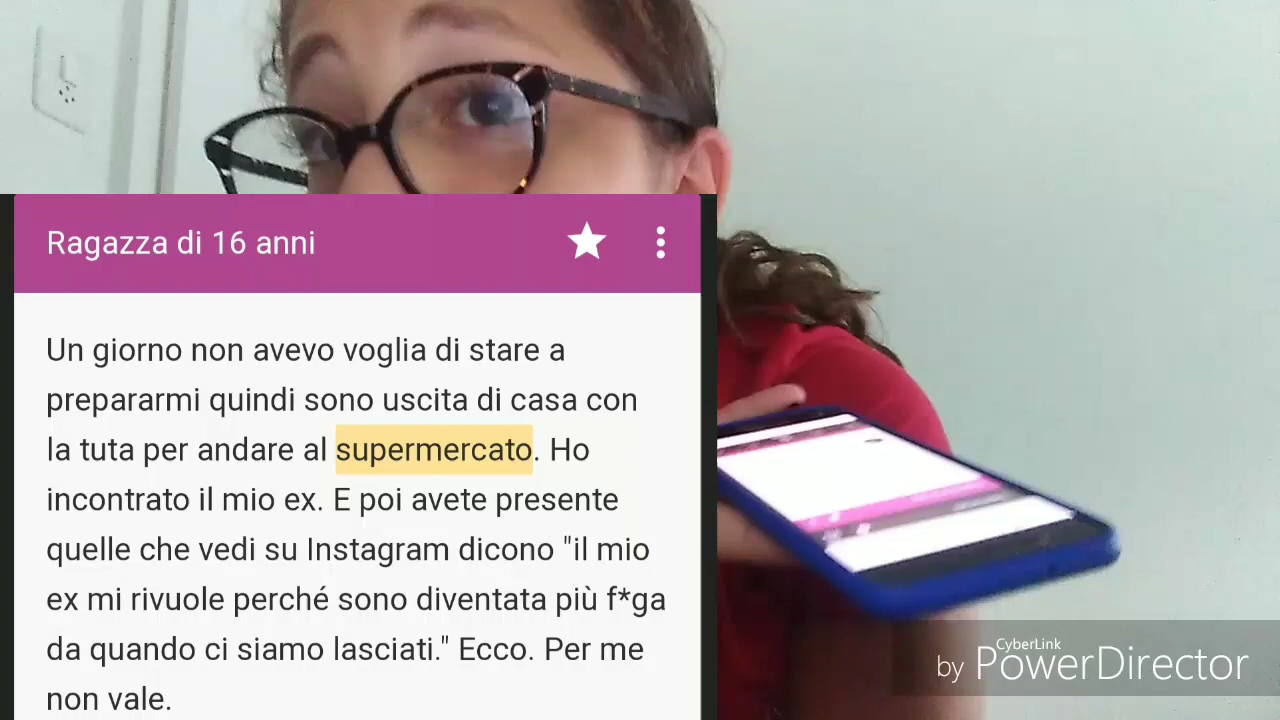 Ragazza di 16 anni
Un giorno non avevo voglia di stare a
prepararmi quindi sono uscita di casa con
la tuta per andare al supermercato. Ho
incontrato il mio ex. E poi avete presente
quelle che vedi su Instagram dicono "il mio
ex mi rivuole perché sono diventata più f*ga
da quando ci siamo lasciati." Ecco. Per me
non vale.
CyberLink
by PowerDirector